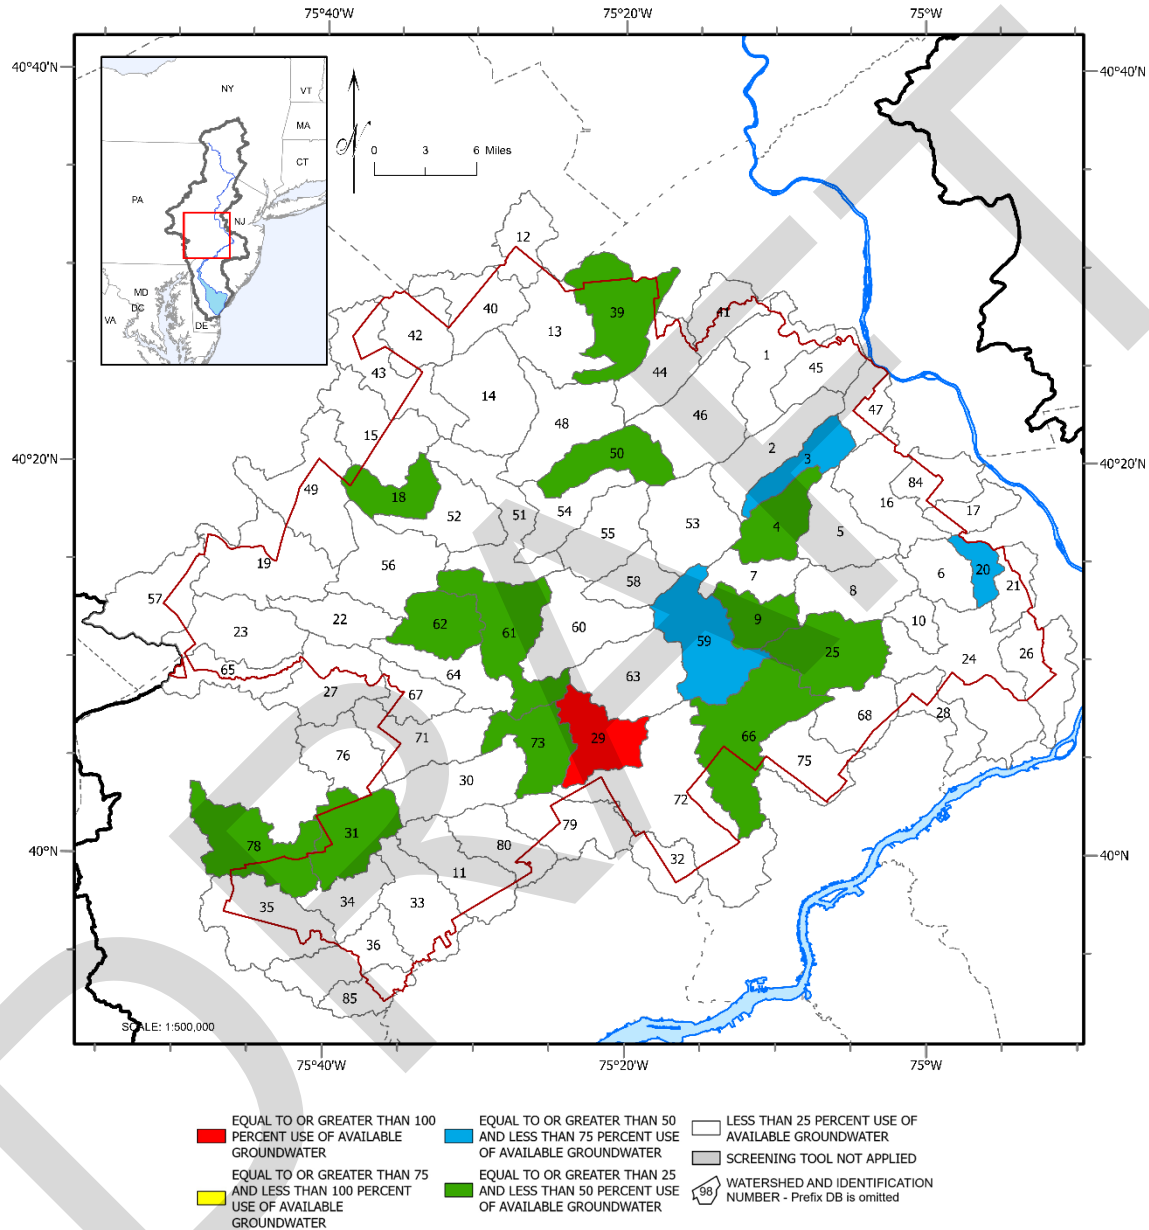 75°40'W 75°20'W 75°W
40°40'N 40°40'N
NY VT
MA
CT
PA
NJ
MD
DC
VA DE
N
0 3 6 Miles
12
40 39 41
42 13
1
43 44 45
14 46 47
15 48
40°20'N 50 2 3 40°20'N
49 18 84
16 17
52 51 54 53 4 5
55
19 56 58 7 6 20 21
57 8
22 62 61 60 9 10
23 59 25 26
65 64 63 24
27 67
71 73 29 66 68 28
76 30 72 75
31 79
78 80 32
40°N 40°N
11
35 34 33
36
85
SCALE: 1:500,000
75°40'W 75°20'W 75°W
DRAFT
EQUAL TO OR GREATER THAN 100
PERCENT USE OF AVAILABLE
GROUNDWATER
EQUAL TO OR GREATER THAN 75
AND LESS THAN 100 PERCENT
USE OF AVAILABLE
GROUNDWATER
EQUAL TO OR GREATER THAN 50
AND LESS THAN 75 PERCENT USE
OF AVAILABLE GROUNDWATER
EQUAL TO OR GREATER THAN 25
AND LESS THAN 50 PERCENT USE
OF AVAILABLE GROUNDWATER
LESS THAN 25 PERCENT USE OF
AVAILABLE GROUNDWATER
SCREENING TOOL NOT APPLIED
98
WATERSHED AND IDENTIFICATION
NUMBER - Prefix DB is omitted